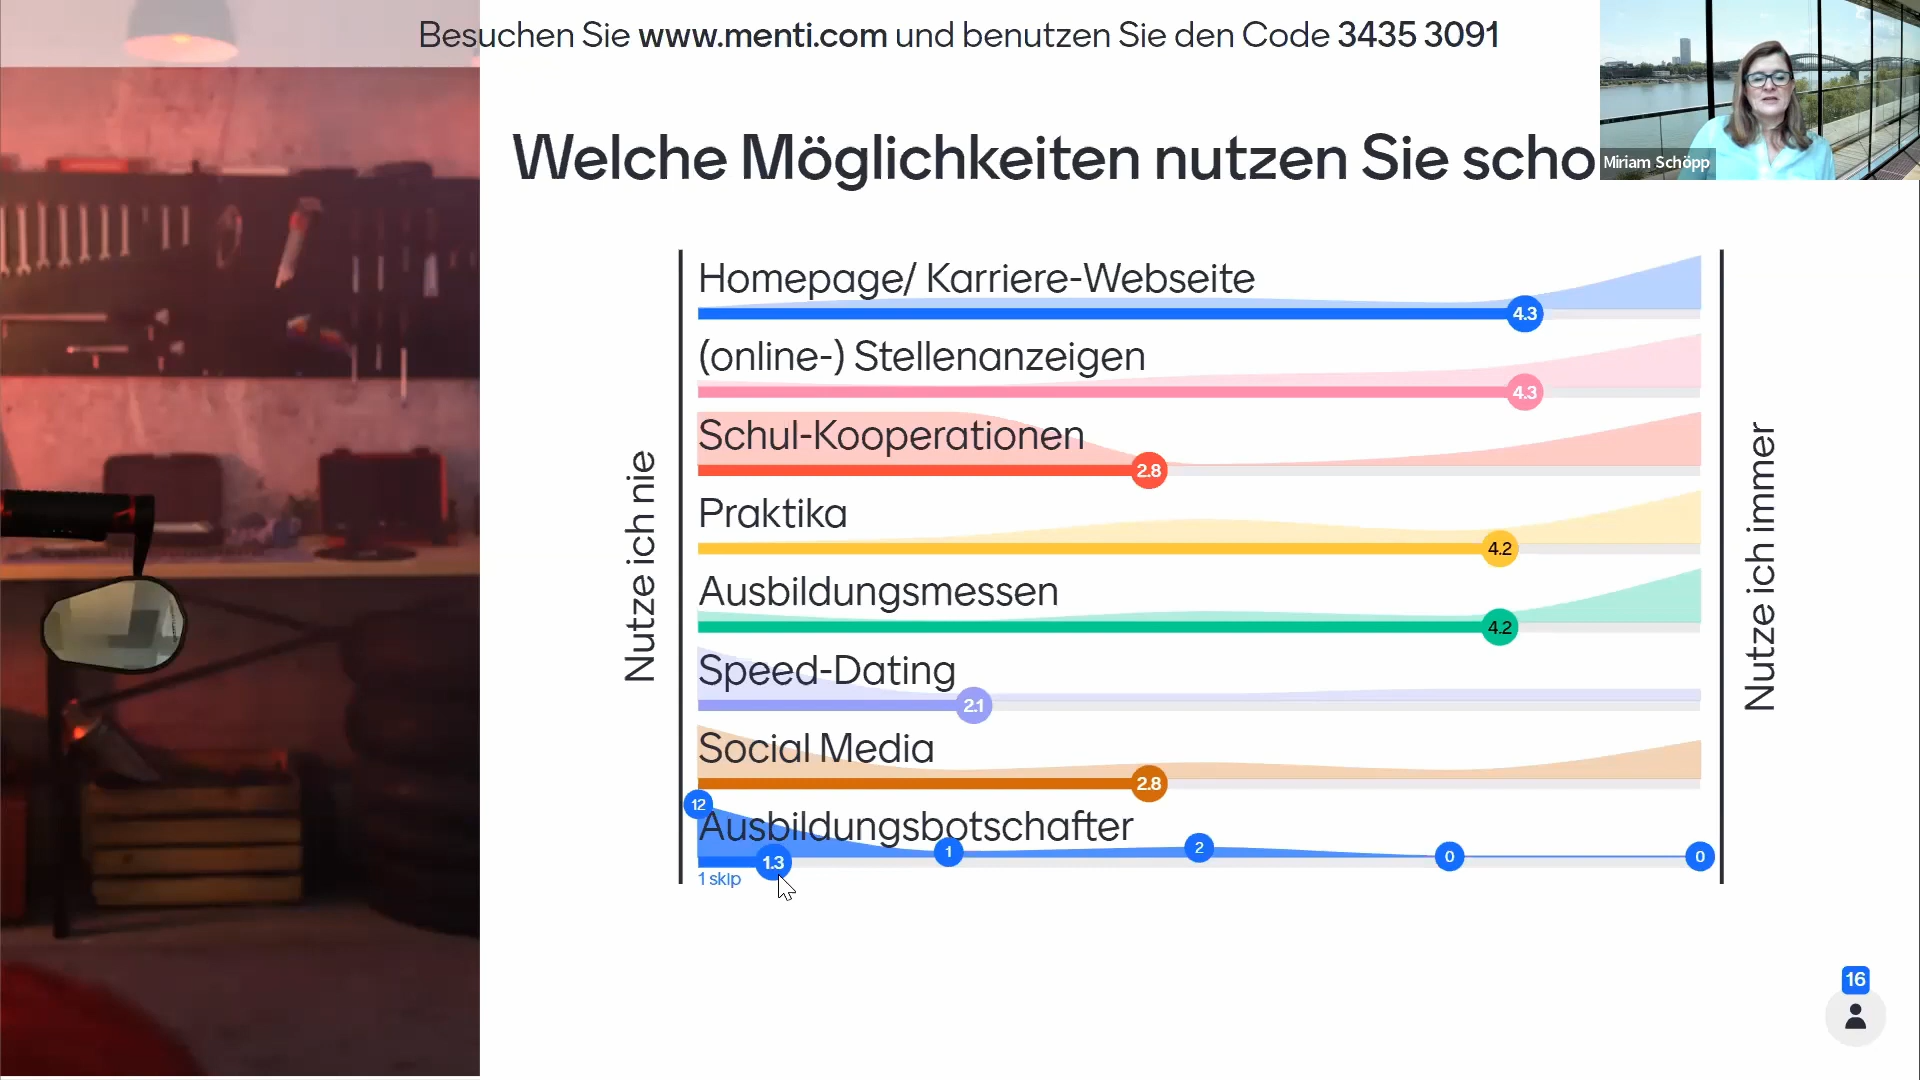 Besuchen Sie www.menti.com und benutzen Sie den Code 3435 3091
Welche Möglichkeiten nutzen Sie scho
Miriam Schöpp
Nutze ich nie
Homepage/ Karriere-Webseite
4.3
(online-) Stellenanzeigen
4.3
Schul-Kooperationen
2.8
Praktika
4.2
Ausbildungsmessen
4.2
Speed-Dating
2.1
Social Media
2.8
Ausbildungsbotschafter
12
1.3
1
2
0
0
1 skip
Nutze ich immer
16